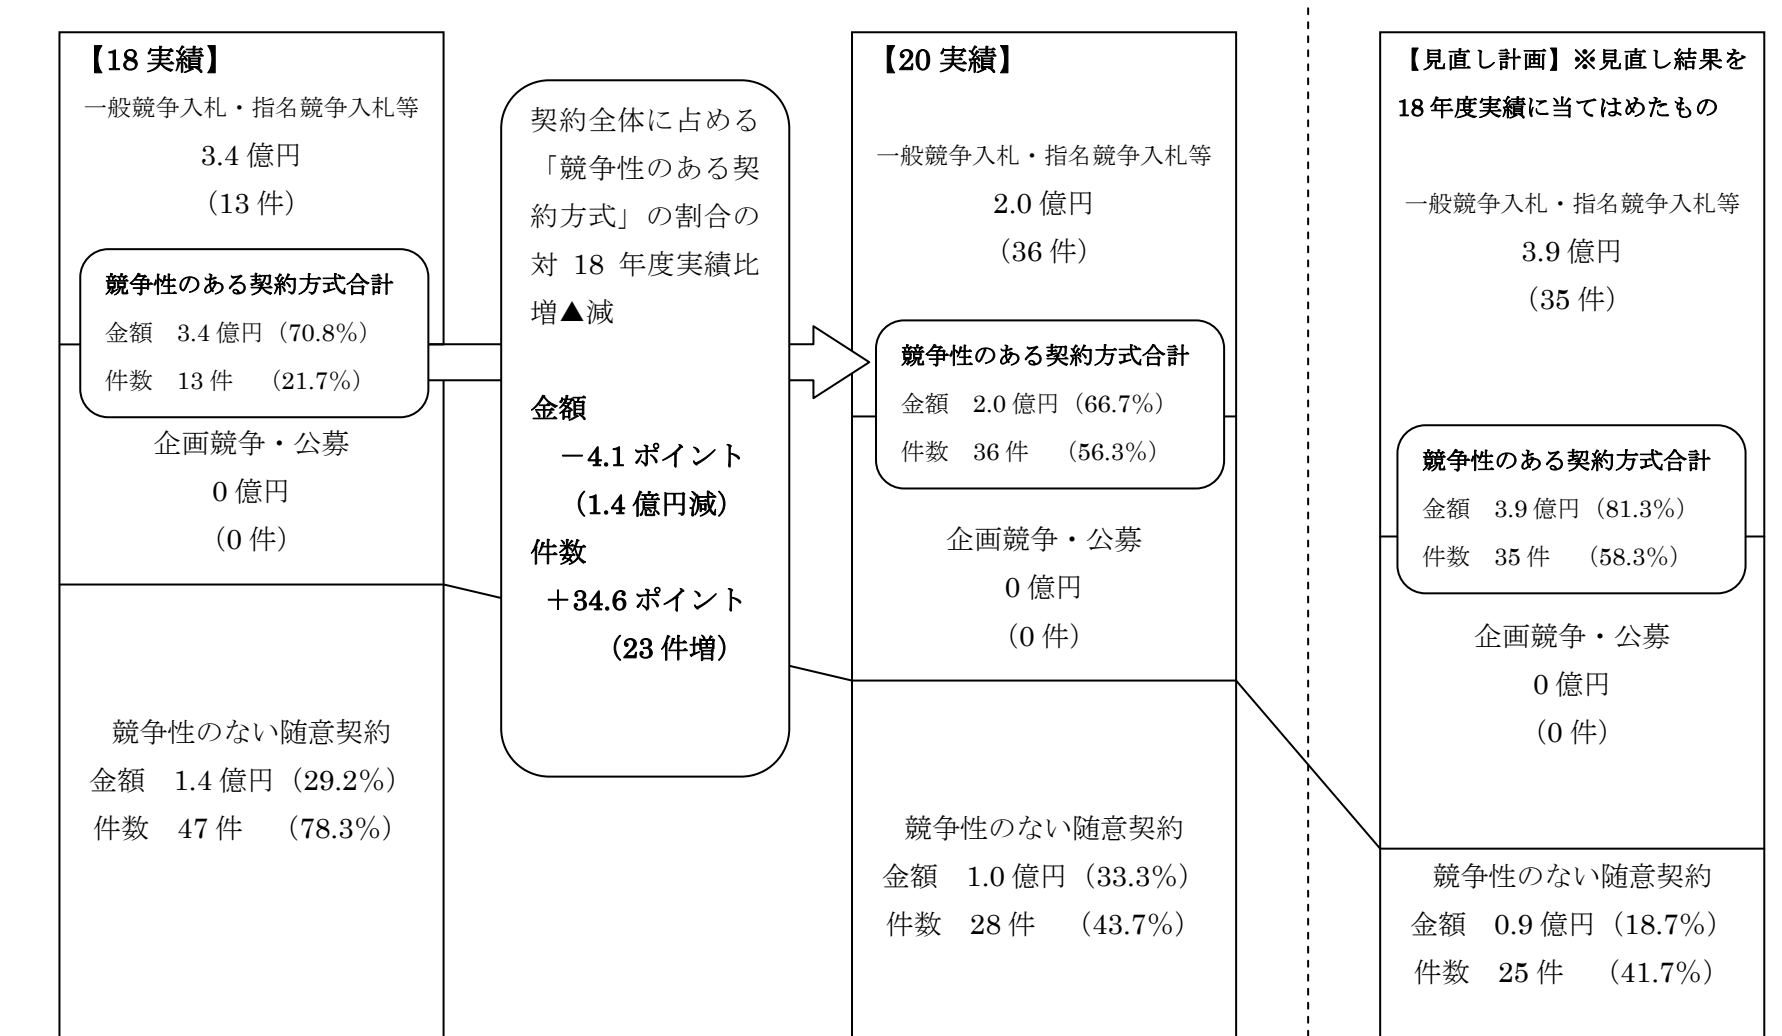 【18 実績】
一般競争入札・指名競争入札等
3.4 億円
（13 件）
競争性のある契約方式合計
金額　3.4 億円（70.8％）
件数　13 件　（21.7％）
企画競争・公募
0 億円
（0 件）
競争性のない随意契約
金額　1.4 億円（29.2％）
件数　47 件　（78.3％）
契約全体に占める
「競争性のある契
約方式」の割合の
対 18 年度実績比
増▲減
金額
－4.1 ポイント
（1.4 億円減）
件数
＋34.6 ポイント
（23 件増）
【20 実績】
一般競争入札・指名競争入札等
2.0 億円
（36 件）
競争性のある契約方式合計
金額　2.0 億円（66.7％）
件数　36 件　（56.3％）
企画競争・公募
0 億円
（0 件）
競争性のない随意契約
金額　1.0 億円（33.3％）
件数　28 件　（43.7％）
【見直し計画】※見直し結果を
18 年度実績に当てはめたもの
一般競争入札・指名競争入札等
3.9 億円
（35 件）
競争性のある契約方式合計
金額　3.9 億円（81.3％）
件数　35 件　（58.3％）
企画競争・公募
0 億円
（0 件）
競争性のない随意契約
金額　0.9 億円（18.7％）
件数　25 件　（41.7％）